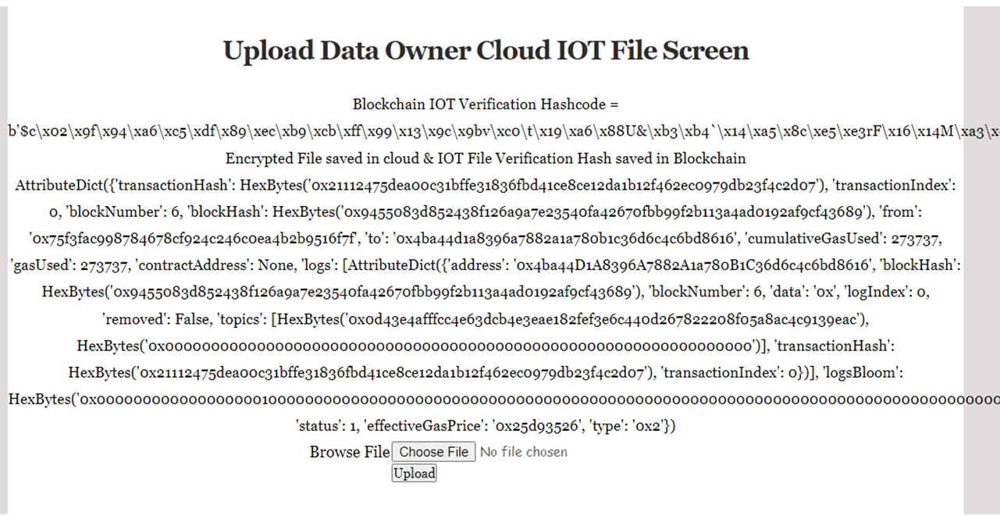 Upload Data Owner Cloud IOT File Screen
Blockchain IOT Verification Hashcode =
b'$c\x02\x9f\x94\xa6\xc5\xdf\x89\xec\xb9\xcb\xff\x99\x13\x9c\x9bv\xc0\t\x19\xa6\x88U&\xb3\xb4`\x14\xa5\x8c\xe5\xe3rF\x16\x14M\xa3\x
Encrypted File saved in cloud & IOT File Verification Hash saved in Blockchain
AttributeDict({'transactionHash': HexBytes('0x21112475dea00c31bffe31836fbd41ce8ce12da1b12f462ec0979db23f4c2d07'), 'transactionIndex':
0, 'blockNumber': 6, 'blockHash': HexBytes('0x9455083d852438f126a9a7e23540fa42670fbb99f2b113a4ad0192af9cf43689'), 'from':
'0x75f3fac998784678cf924c246c0ea4b2b9516f7f', 'to': '0x4ba44d1a8396a7882a1a780b1c36d6c4c6bd8616', 'cumulativeGasUsed': 273737,
'gasUsed': 273737, 'contractAddress': None, 'logs': [AttributeDict({'address': '0x4ba44D1A8396A7882A1a780B1C36d6c4c6bd8616', 'blockHash':
HexBytes('0x9455083d852438f126a9a7e23540fa42670fbb99f2b113a4ad0192af9cf43689'), 'blockNumber': 6, 'data': '0x', 'logIndex': 0,
'removed': False, 'topics': [HexBytes('0x0d43e4afffcc4e63dcb4e3eae182fef3e6c440d267822208f05a8ac4c9139eac'),
HexBytes('0x0000000000000000000000000000000000000000000000000000000000000000')], 'transactionHash':
HexBytes('0x21112475dea00c31bffe31836fbd41ce8ce12da1b12f462ec0979db23f4c2d07'), 'transactionIndex': 0})], 'logsBloom':
HexBytes('0x000000000000000000100000000000000000000000000000000000000000000000000000000000000000000000000000000
'status': 1, 'effectiveGasPrice': '0x25d93526', 'type': '0x2'})
Browse File Choose File No file chosen
Upload